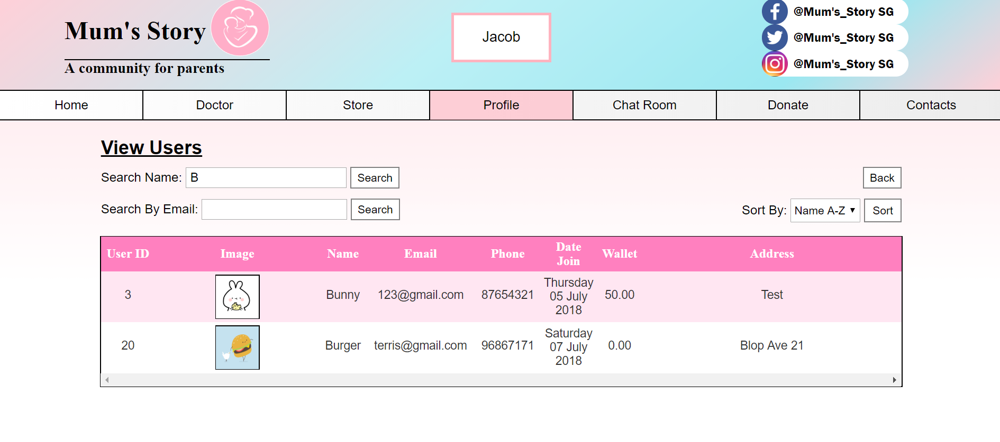 Mum's Story
A community for parents
Jacob
@Mum's_Story SG
@Mum's_Story SG
@Mum's_Story SG
Home Doctor Store Profile Chat Room Donate Contacts
View Users
Search Name: B Search Back
Search By Email: Search Sort By: Name A-Z Sort
User ID Image Name Email Phone Date Join Wallet Address
3 Bunny 123@gmail.com 87654321 Thursday 05 July 2018 50.00 Test
20 Burger terris@gmail.com 96867171 Saturday 07 July 2018 0.00 Blop Ave 21